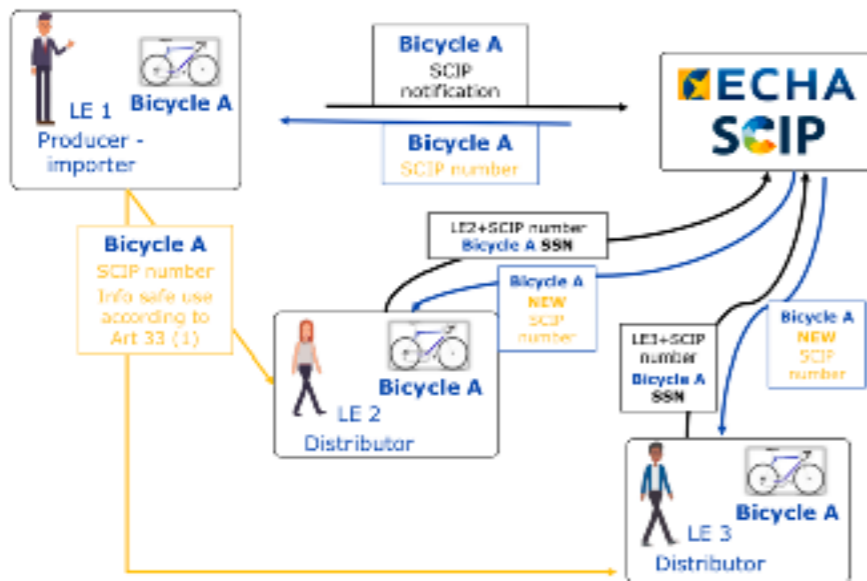 LE 1
Bicycle A
Producer -
importer
Bicycle A
SCIP
notification
Bicycle A
SCIP number
ECHA
SCIP
Bicycle A
SCIP number
Info safe use
according to
Art 33 (1)
LE2+SCIP number
Bicycle A SSN
Bicycle A
NEW
SCIP
number
LE 2
Bicycle A
Distributor
LE3+SCIP
number
Bicycle A
SSN
Bicycle A
NEW
SCIP
number
LE 3
Bicycle A
Distributor